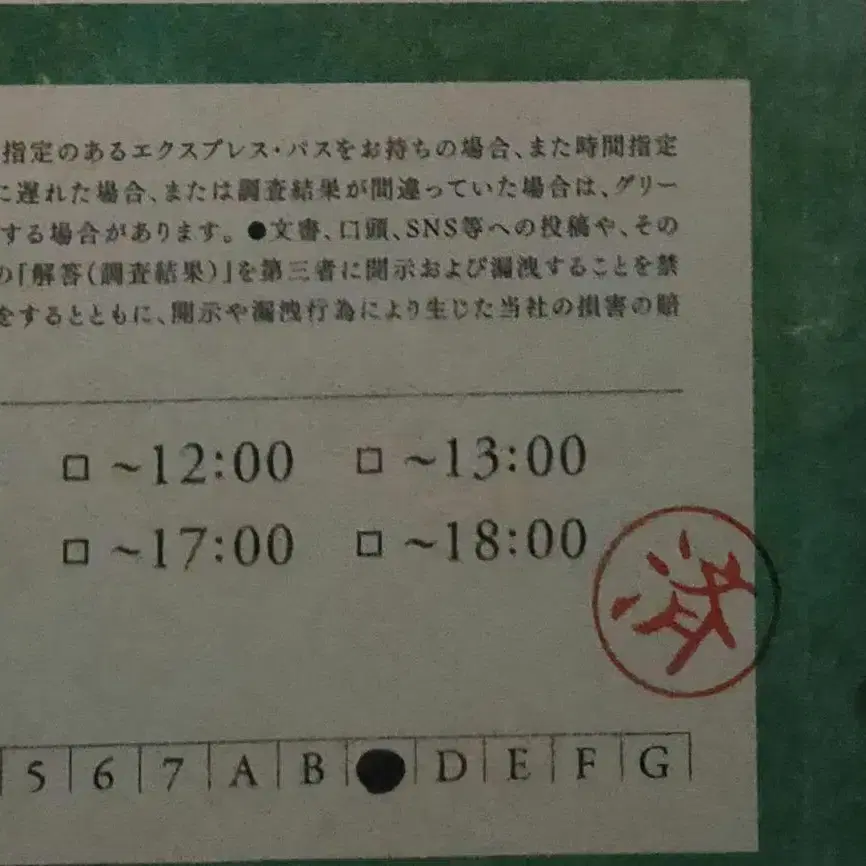 指定のあるエクスプレス・パスをお持ちの場合、また時間指定
に遅れた場合、または調査結果が間違っていた場合は、グリー
する場合があります。●文書、口頭、SNS等への投稿や、その
の「解答（調査結果）」を第三者に開示および漏洩することを禁
をするとともに、開示や漏洩行為により生じた当社の損害の賠
□ ~12:00 □ ~13:00
□ ~17:00 □ ~18:00
済
5 6 7 A B ● D E F G